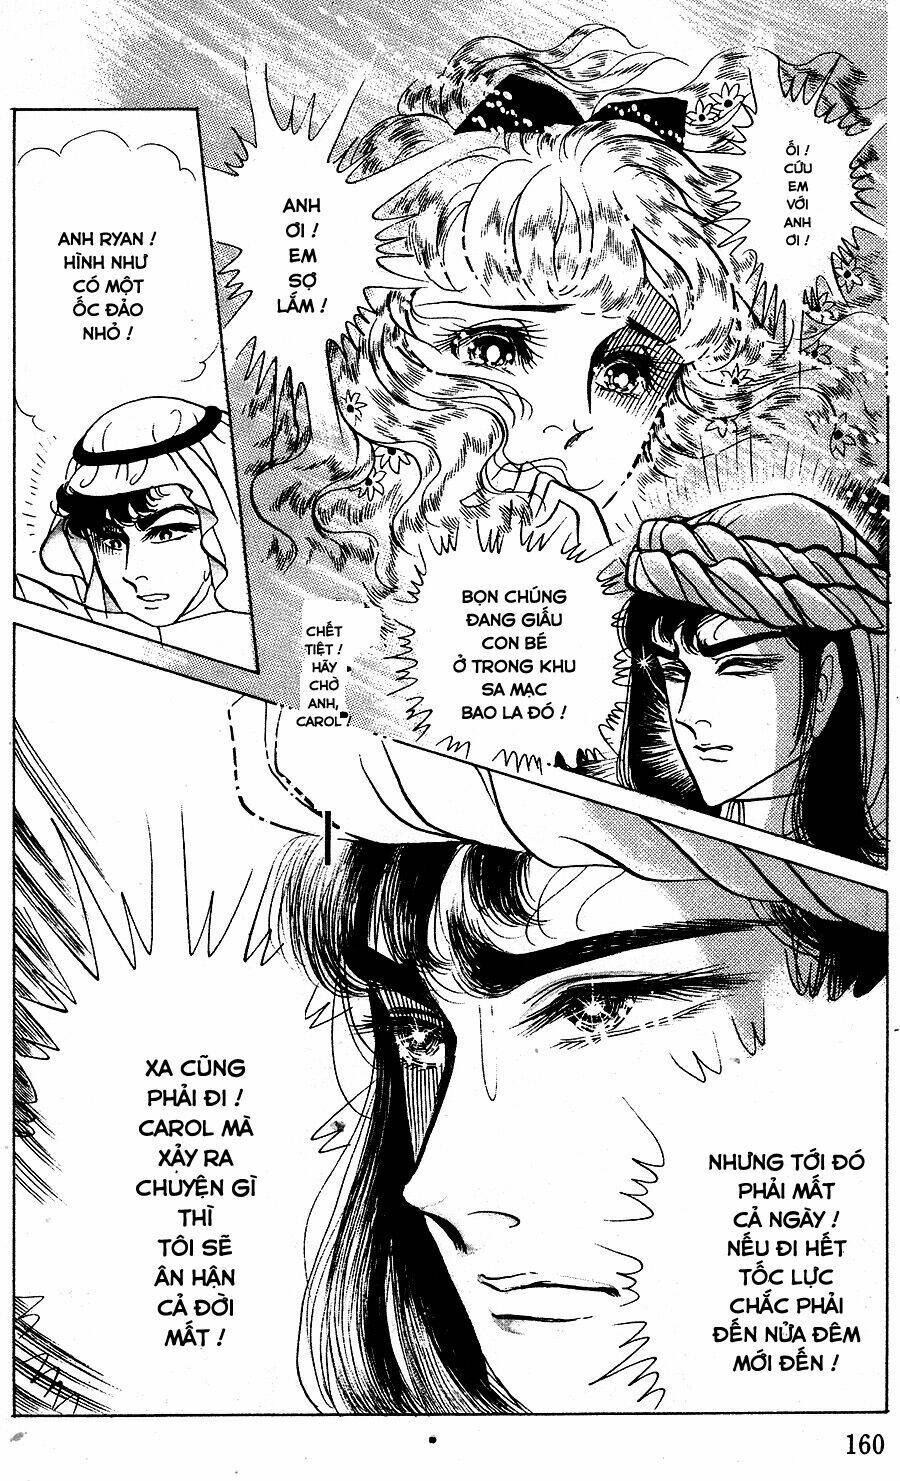 ANH RYAN !
HÌNH NHƯ
CÓ MỘT
ỐC ĐẢO
NHỎ !
ANH
ƠI !
EM
SỢ
LẮM !
ỐI !
CỨU
EM
VỚI
ANH
ƠI !
CHẾT
TIỆT !
HÃY
CHỜ
ANH,
CAROL !
BỌN CHÚNG
ĐANG GIẤU
CON BÉ
Ở TRONG KHU
SA MẠC
BAO LA ĐÓ !
XA CŨNG
PHẢI ĐI !
CAROL MÀ
XẢY RA
CHUYỆN GÌ
THÌ
TÔI SẼ
ÂN HẬN
CẢ ĐỜI
MẤT !
NHƯNG TỚI ĐÓ
PHẢI MẤT
CẢ NGÀY !
NẾU ĐI HẾT
TỐC LỰC
CHẮC PHẢI
ĐẾN NỬA ĐÊM
MỚI ĐẾN !
160